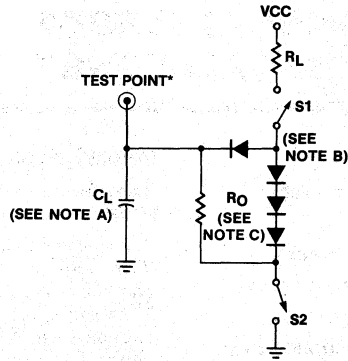 VCC
RL
TEST POINT*
S1
(SEE
NOTE B)
CL
(SEE NOTE A)
RO
(SEE
NOTE C)
S2